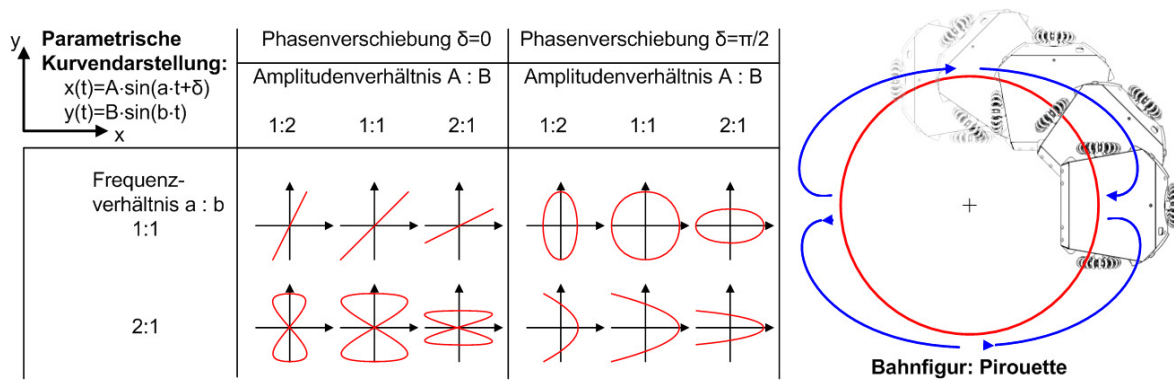 y
x
Parametrische
Kurvendarstellung:
x(t)=A·sin(a·t+δ)
y(t)=B·sin(b·t)
Phasenverschiebung δ=0
Amplitudenverhältnis A : B
1:2 1:1 2:1
Phasenverschiebung δ=π/2
Amplitudenverhältnis A : B
1:2 1:1 2:1
Frequenz-
verhältnis a : b
1:1
2:1
Bahnfigur: Pirouette